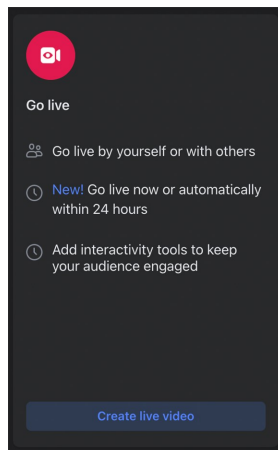 Go live
Go live by yourself or with others
New! Go live now or automatically
within 24 hours
Add interactivity tools to keep
your audience engaged
Create live video